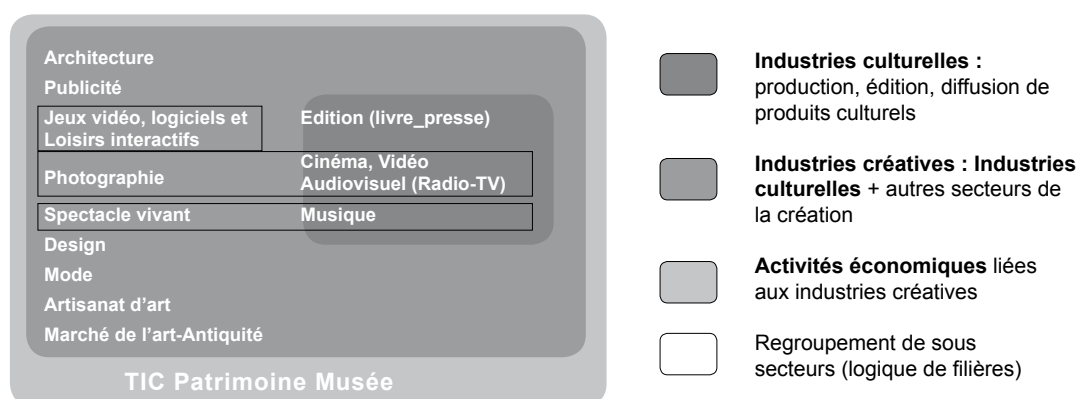 Architecture
Publicité
Jeux vidéo, logiciels et
Loisirs interactifs
Edition (livre_presse)
Photographie
Cinéma, Vidéo
Audiovisuel (Radio-TV)
Spectacle vivant
Musique
Design
Mode
Artisanat d’art
Marché de l’art-Antiquité
TIC Patrimoine Musée
Industries culturelles :
production, édition, diffusion de
produits culturels
Industries créatives : Industries
culturelles + autres secteurs de
la création
Activités économiques liées
aux industries créatives
Regroupement de sous
secteurs (logique de filières)